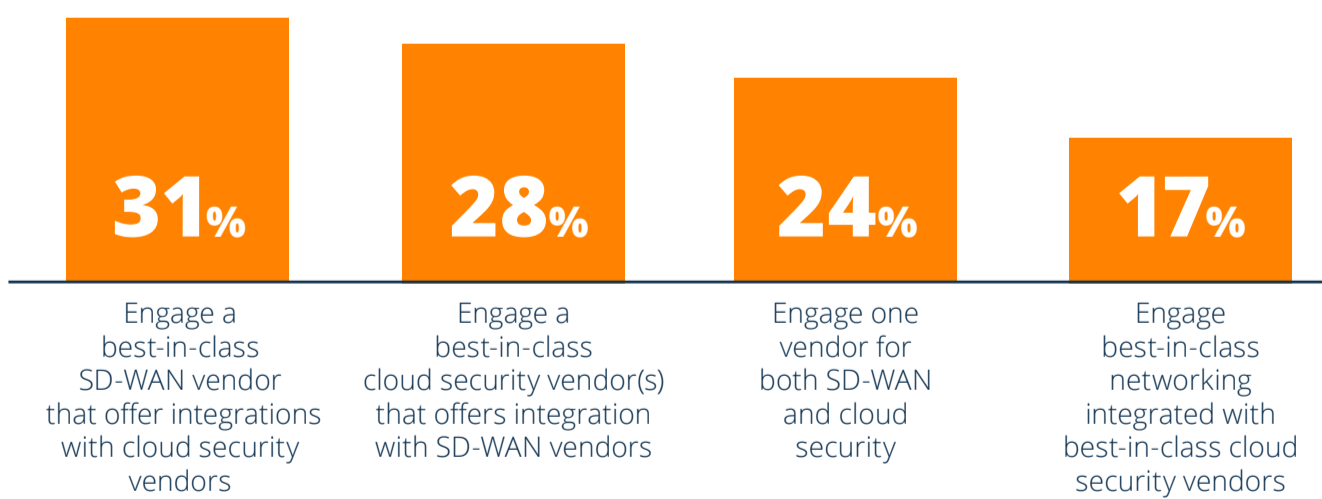 31%
28%
24%
17%
Engage a
best-in-class
SD-WAN vendor
that offer integrations
with cloud security
vendors
Engage a
best-in-class
cloud security vendor(s)
that offers integration
with SD-WAN vendors
Engage one
vendor for
both SD-WAN
and cloud
security
Engage
best-in-class
networking
integrated with
best-in-class cloud
security vendors